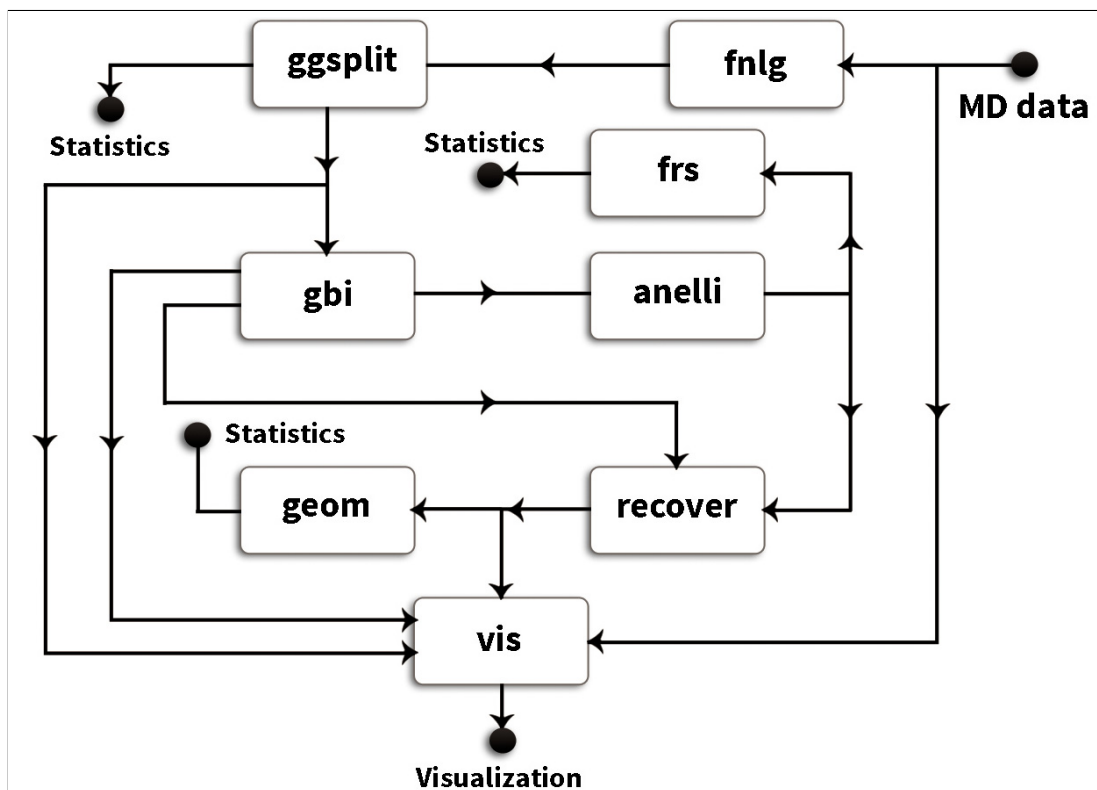 ggsplit
fnlg
MD data
Statistics
Statistics
frs
gbi
anelli
Statistics
geom
recover
vis
Visualization